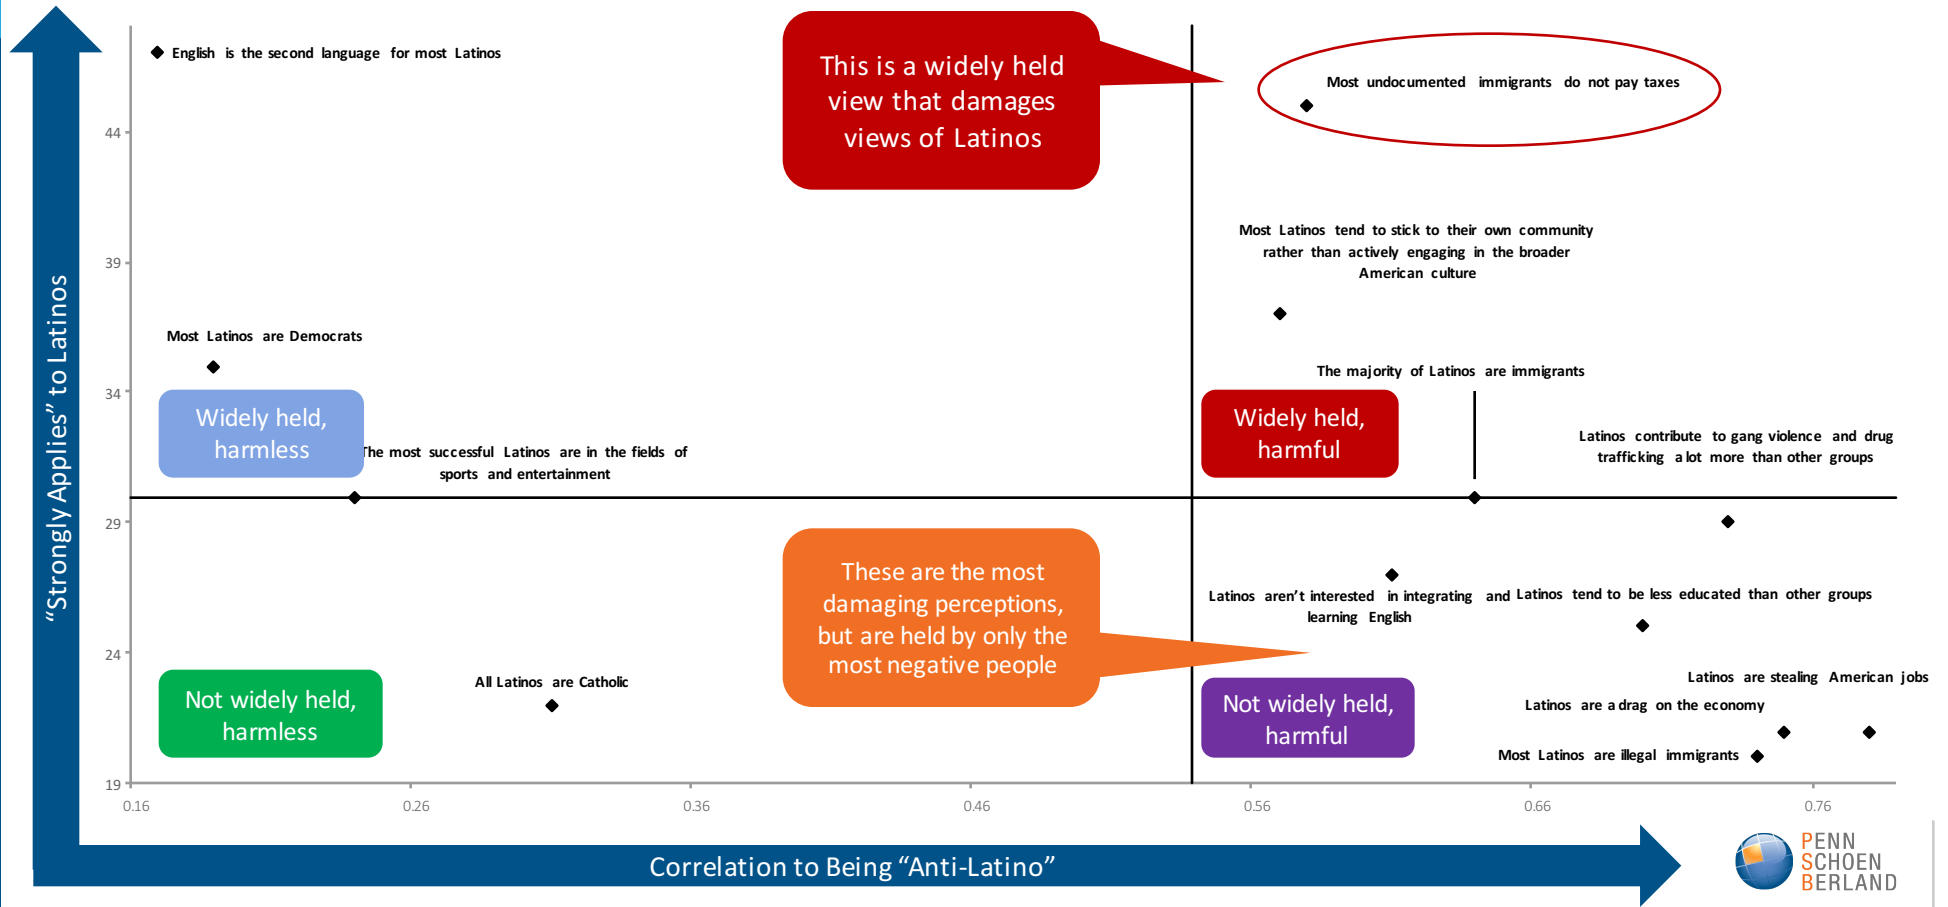 “Strongly Applies” to Latinos
English is the second language for most Latinos
This is a widely held
view that damages
views of Latinos
Most undocumented immigrants do not pay taxes
44
Most Latinos tend to stick to their own community
rather than actively engaging in the broader
American culture
39
Most Latinos are Democrats
The majority of Latinos are immigrants
34
Widely held,
harmless
Widely held,
harmful
The most successful Latinos are in the fields of
sports and entertainment
Latinos contribute to gang violence and drug
trafficking a lot more than other groups
29
These are the most
damaging perceptions,
but are held by only the
most negative people
Latinos aren’t interested in integrating and
learning English
Latinos tend to be less educated than other groups
24
Not widely held,
harmless
All Latinos are Catholic
Not widely held,
harmful
Latinos are stealing American jobs
Latinos are a drag on the economy
Most Latinos are illegal immigrants
19
0.16
0.26
0.36
0.46
0.56
0.66
0.76
Correlation to Being “Anti-Latino”
PENN
SCHOEN
BERLAND